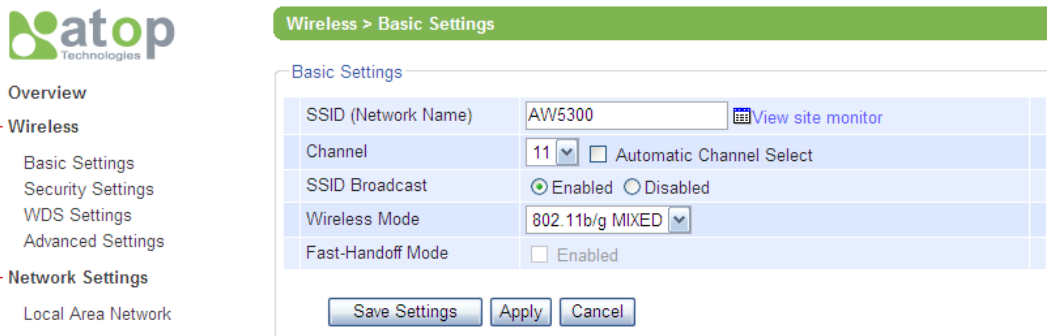 atop
Technologies
Overview
Wireless
Basic Settings
Security Settings
WDS Settings
Advanced Settings
Network Settings
Local Area Network
Wireless > Basic Settings
Basic Settings
SSID (Network Name) AW5300 View site monitor
Channel 11 Automatic Channel Select
SSID Broadcast Enabled Disabled
Wireless Mode 802.11b/g MIXED
Fast-Handoff Mode Enabled
Save Settings Apply Cancel